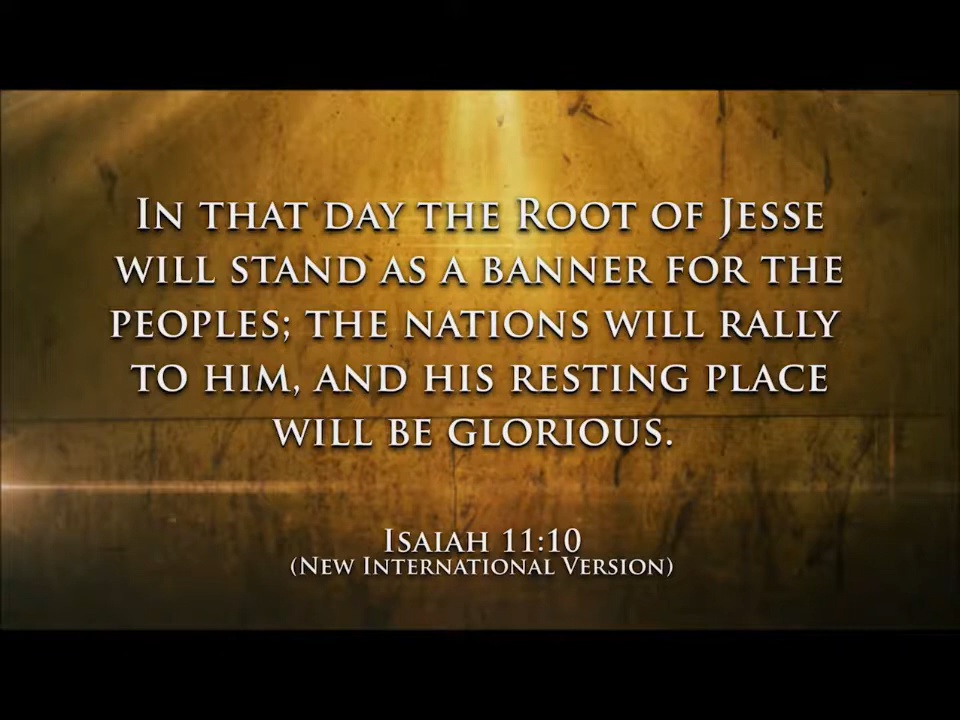 In that day the Root of Jesse
will stand as a banner for the
peoples; the nations will rally
to him, and his resting place
will be glorious.
Isaiah 11:10
(New International Version)